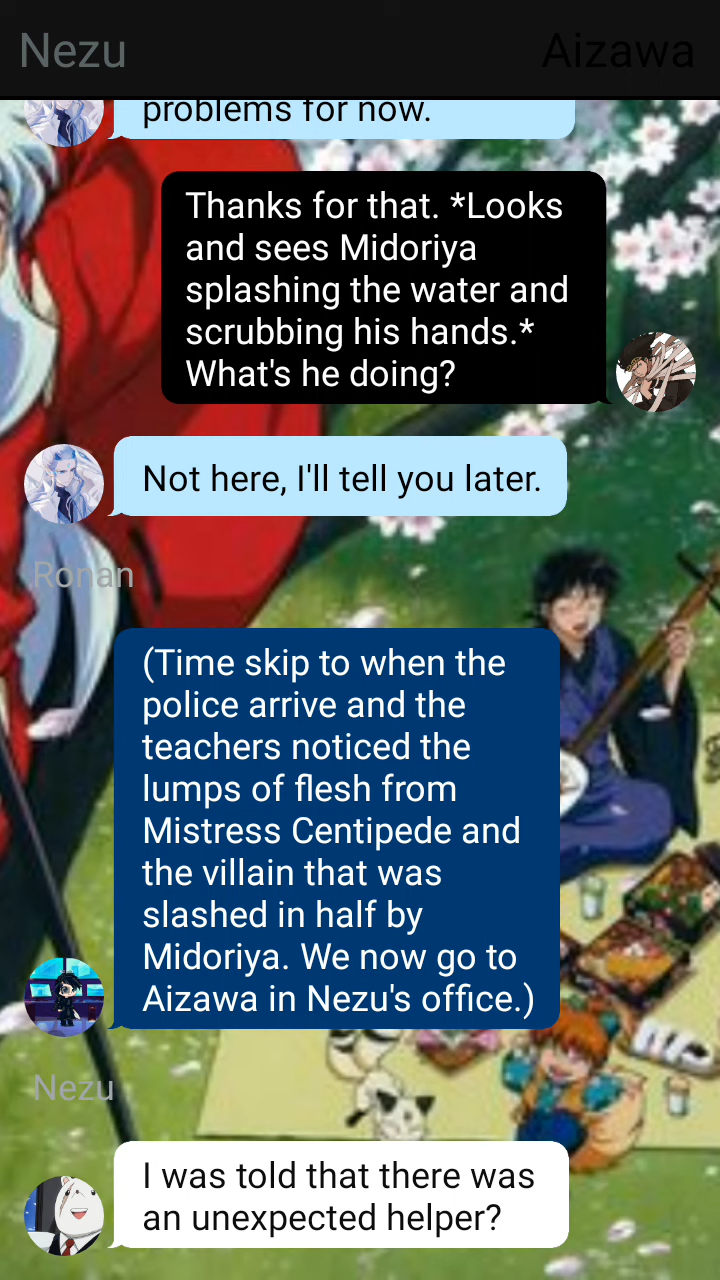 Nezu
Aizawa
problems for now.
Thanks for that. *Looks
and sees Midoriya
splashing the water and
scrubbing his hands.*
What's he doing?
Not here, I'll tell you later.
Ronan
(Time skip to when the
police arrive and the
teachers noticed the
lumps of flesh from
Mistress Centipede and
the villain that was
slashed in half by
Midoriya. We now go to
Aizawa in Nezu's office.)
Nezu
I was told that there was
an unexpected helper?